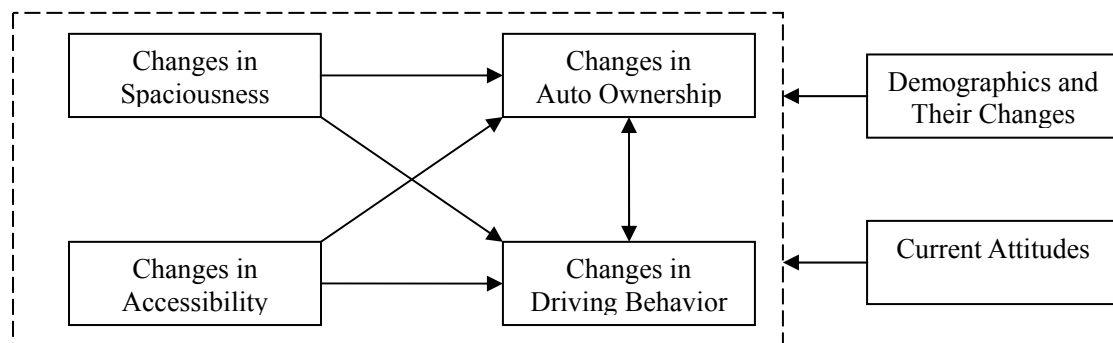 Changes in
Spaciousness
Changes in
Auto Ownership
Demographics and
Their Changes
Changes in
Accessibility
Changes in
Driving Behavior
Current Attitudes